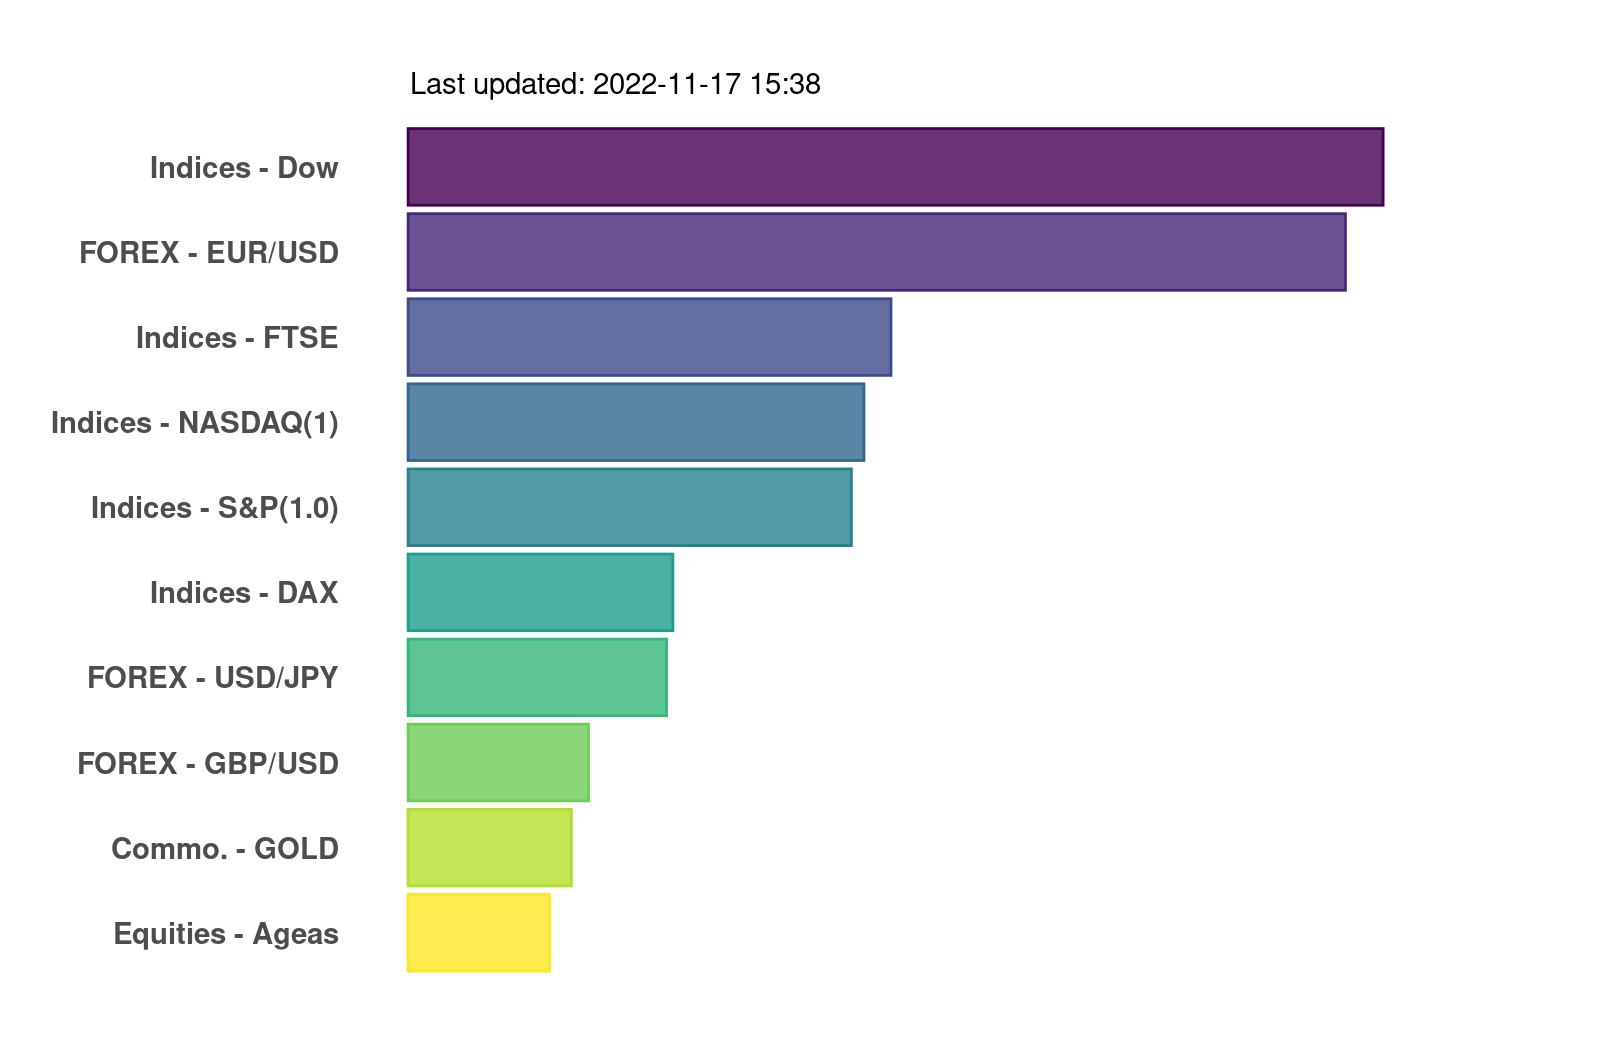 Last updated: 2022-11-17 15:38
Indices - Dow
FOREX - EUR/USD
Indices - FTSE
Indices - NASDAQ(1)
Indices - S&P(1.0)
Indices - DAX
FOREX - USD/JPY
FOREX - GBP/USD
Commo. - GOLD
Equities - Ageas